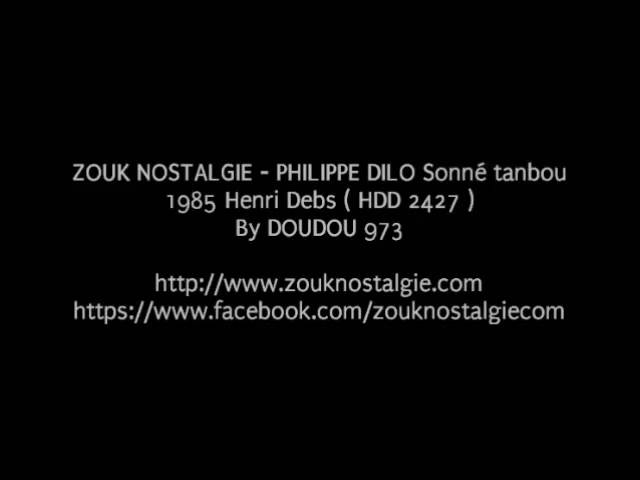 ZOUK NOSTALGIE - PHILIPPE DILO Sonné tanbou
1985 Henri Debs ( HDD 2427 )
By DOUDOU 973
http://www.zouknostalgie.com
https://www.facebook.com/zouknostalgiecom